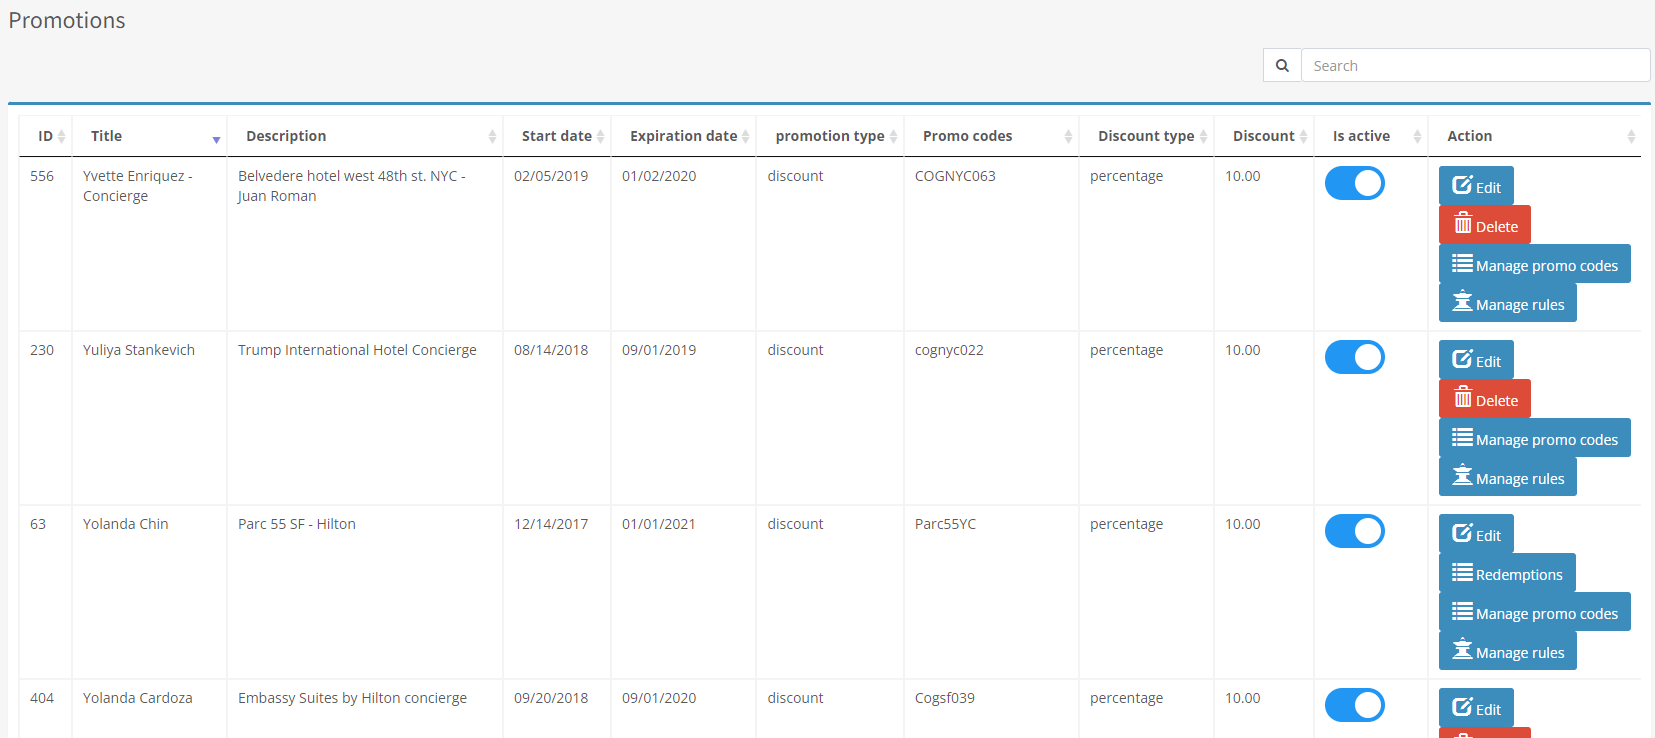 Promotions
Search
ID Title Description Start date Expiration date promotion type Promo codes Discount type Discount Is active Action
556 Yvette Enriquez - Belvedere hotel west 48th st. NYC - 02/05/2019 01/02/2020 discount COGNYC063 percentage 10.00
Concierge Juan Roman
Edit
Delete
Manage promo codes
Manage rules
230 Yuliya Stankevich Trump International Hotel Concierge 08/14/2018 09/01/2019 discount cognyc022 percentage 10.00
Edit
Delete
Manage promo codes
Manage rules
63 Yolanda Chin Parc 55 SF - Hilton 12/14/2017 01/01/2021 discount Parc55YC percentage 10.00
Edit
Redemptions
Manage promo codes
Manage rules
404 Yolanda Cardoza Embassy Suites by Hilton concierge 09/20/2018 09/01/2020 discount Cogsf039 percentage 10.00
Edit